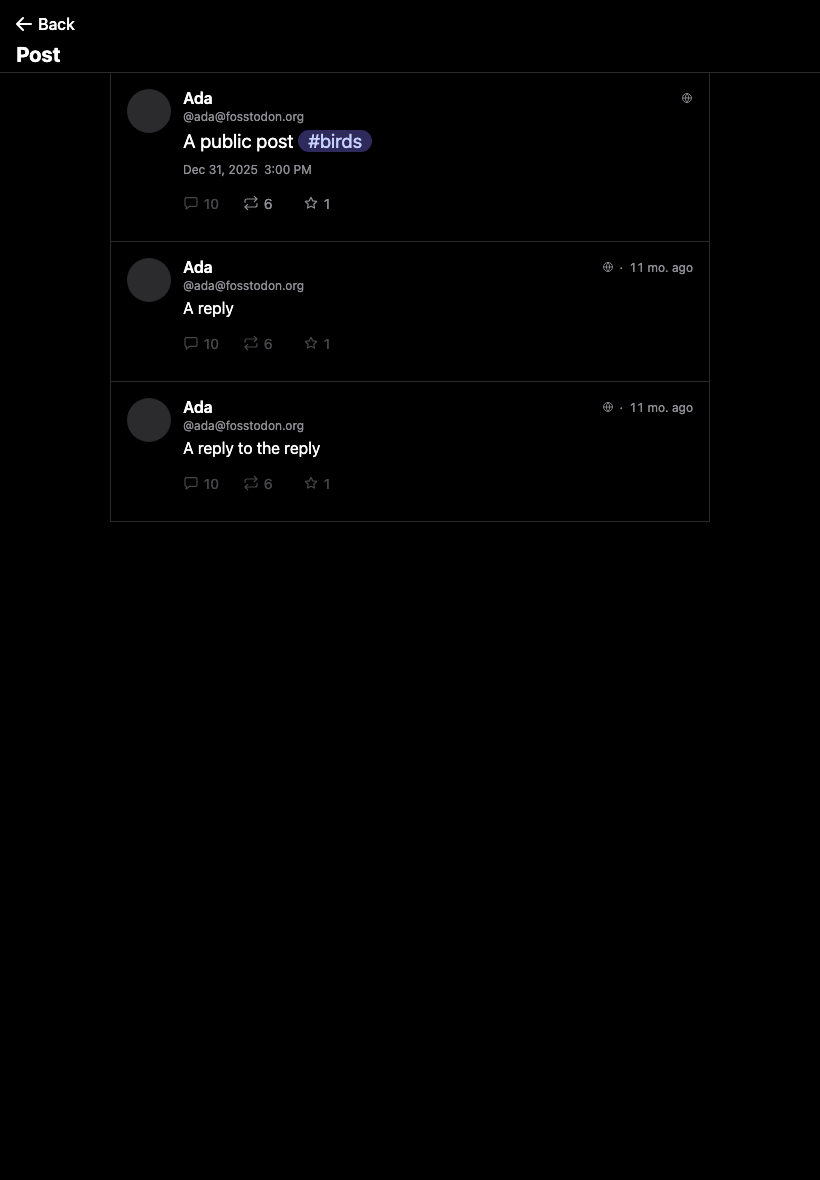 Back
Post
Ada
@ada@fosstodon.org
A public post #birds
Dec 31, 2025 3:00 PM
10 6 1
Ada · 11 mo. ago
@ada@fosstodon.org
A reply
10 6 1
Ada · 11 mo. ago
@ada@fosstodon.org
A reply to the reply
10 6 1